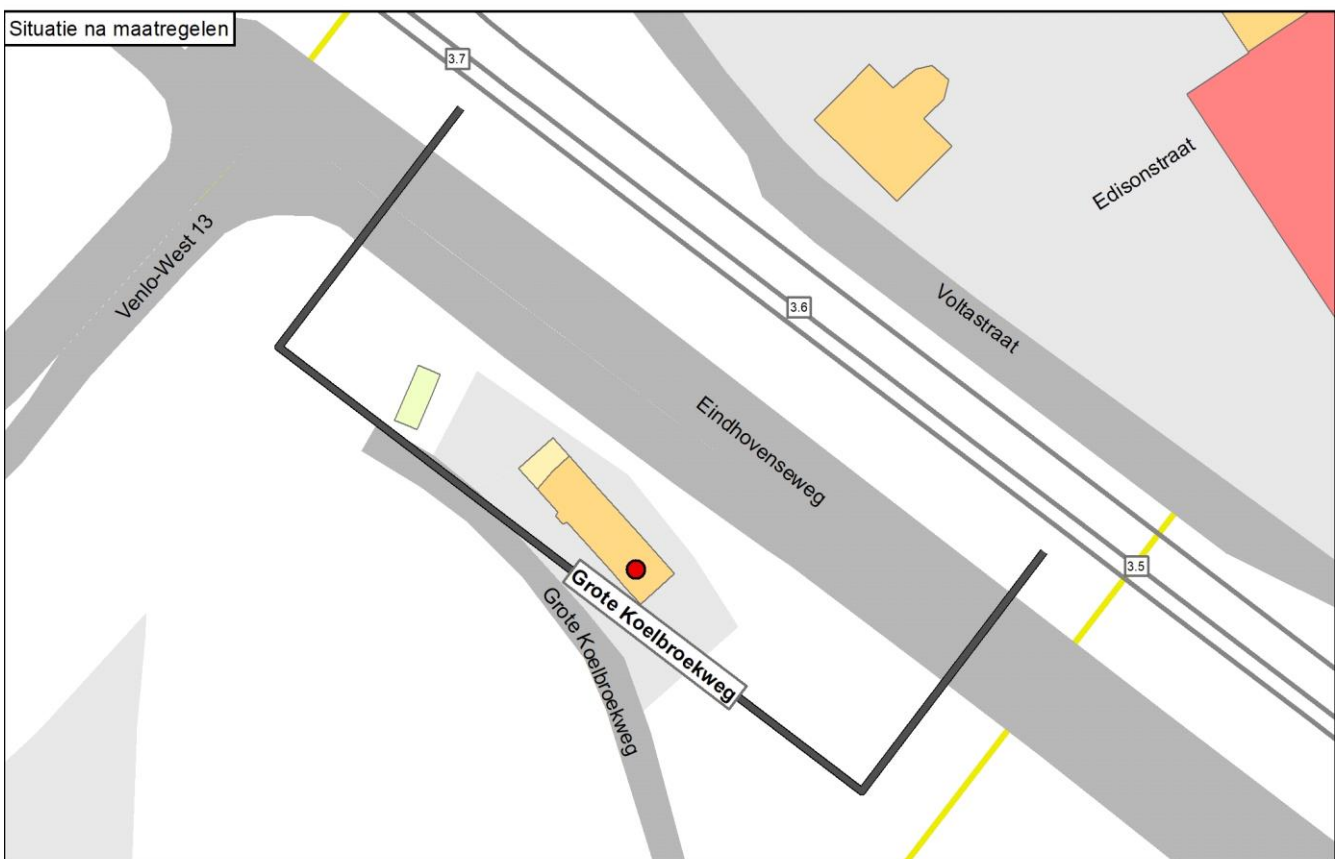 Situatie na maatregelen
3.7
Edisonstraat
Venlo-West 13
3.6
Voltastraat
Eindhovenseweg
3.5
Grote Koelbroekweg
Grote Koelbroekweg